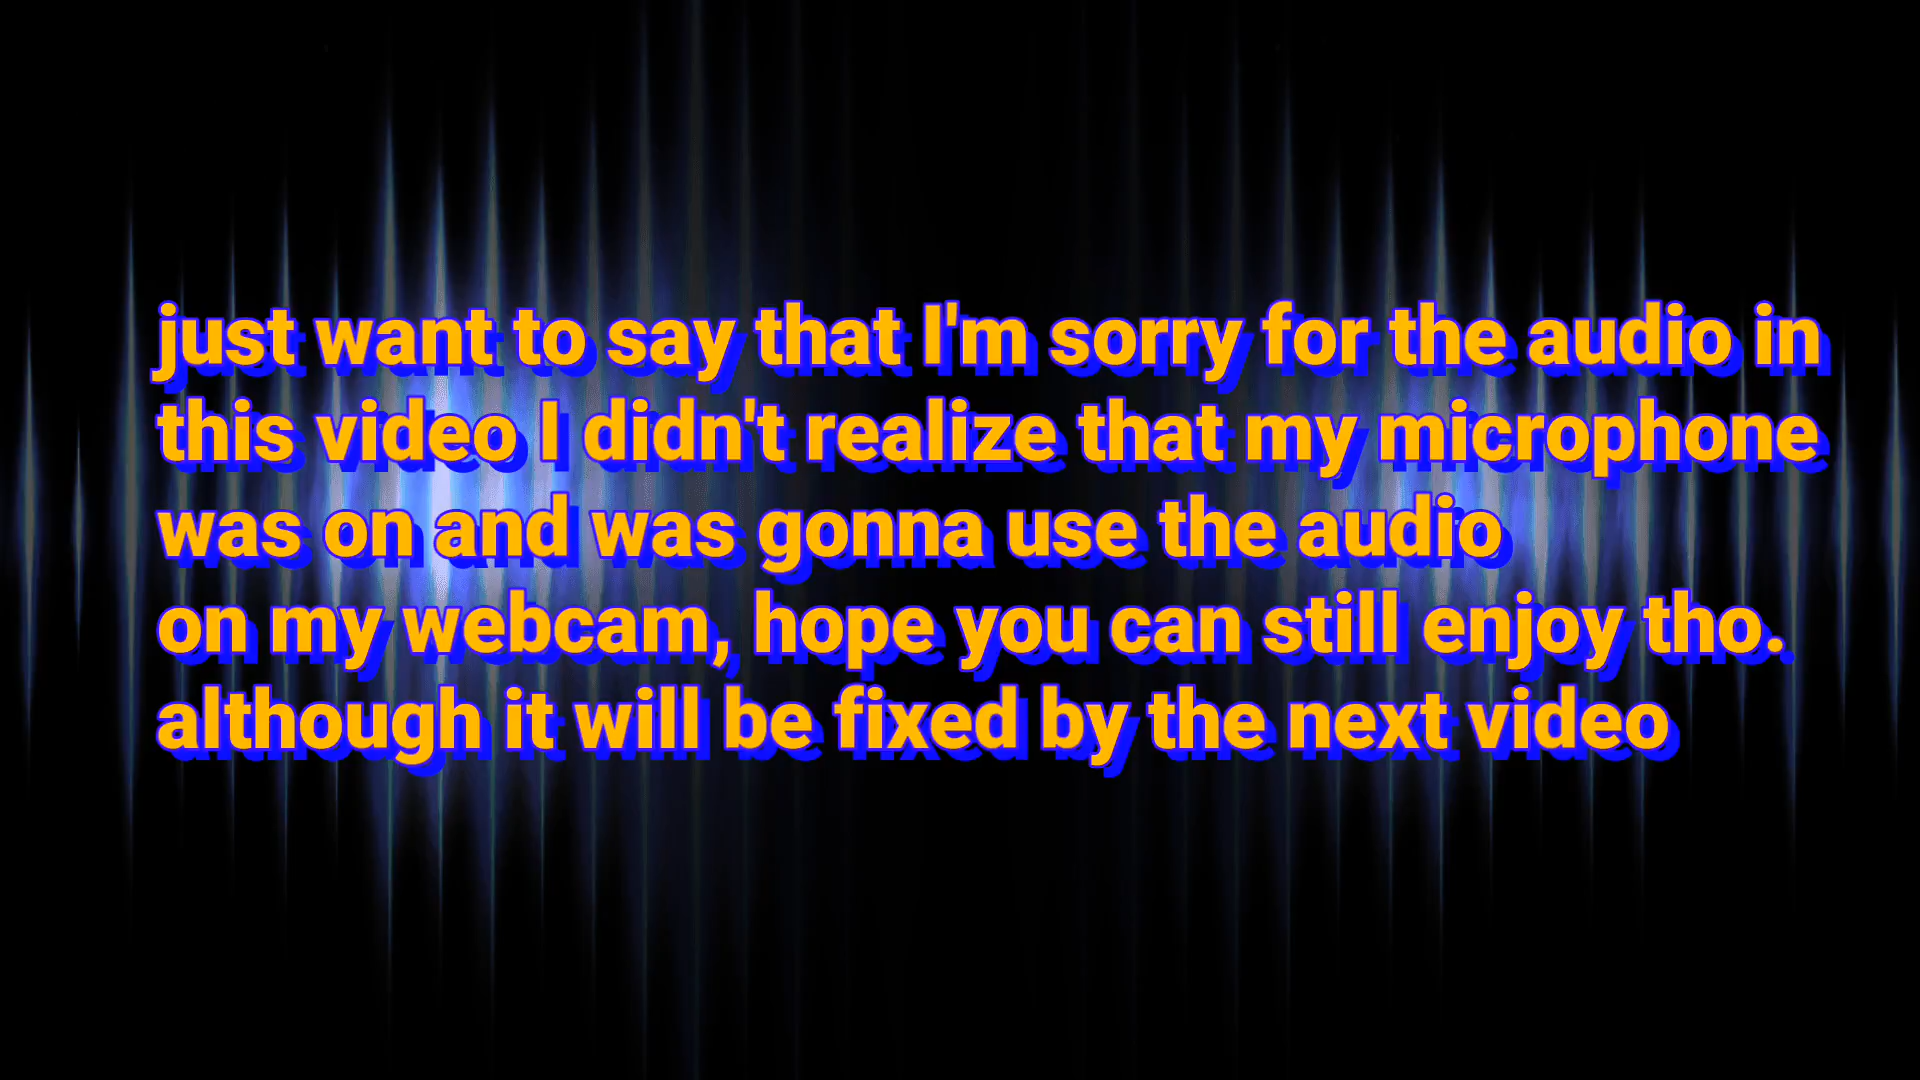 just want to say that I'm sorry for the audio in
this video I didn't realize that my microphone
was on and was gonna use the audio
on my webcam, hope you can still enjoy tho.
although it will be fixed by the next video